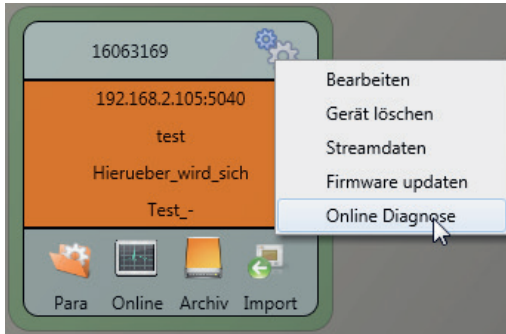 16063169
192.168.2.105:5040
test
Hierueber_wird_sich
Test_-
Para Online Archiv Import
Bearbeiten
Gerät löschen
Streamdaten
Firmware updaten
Online Diagnose